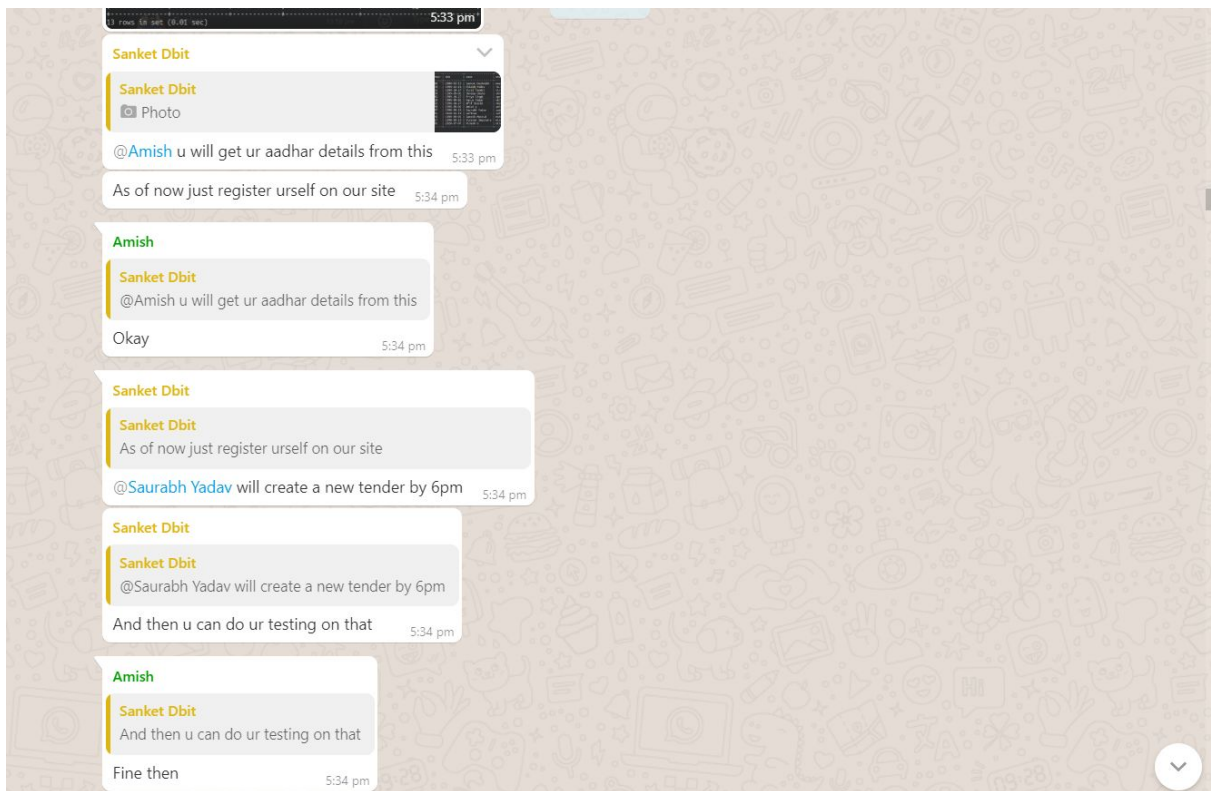 13 rows in set (0.01 sec)
5:33 pm
Sanket Dbit
Sanket Dbit
Photo
@Amish u will get ur aadhar details from this 5:33 pm
As of now just register urself on our site 5:34 pm
Amish
Sanket Dbit
@Amish u will get ur aadhar details from this
Okay 5:34 pm
Sanket Dbit
Sanket Dbit
As of now just register urself on our site
@Saurabh Yadav will create a new tender by 6pm 5:34 pm
Sanket Dbit
Sanket Dbit
@Saurabh Yadav will create a new tender by 6pm
And then u can do ur testing on that 5:34 pm
Amish
Sanket Dbit
And then u can do ur testing on that
Fine then 5:34 pm